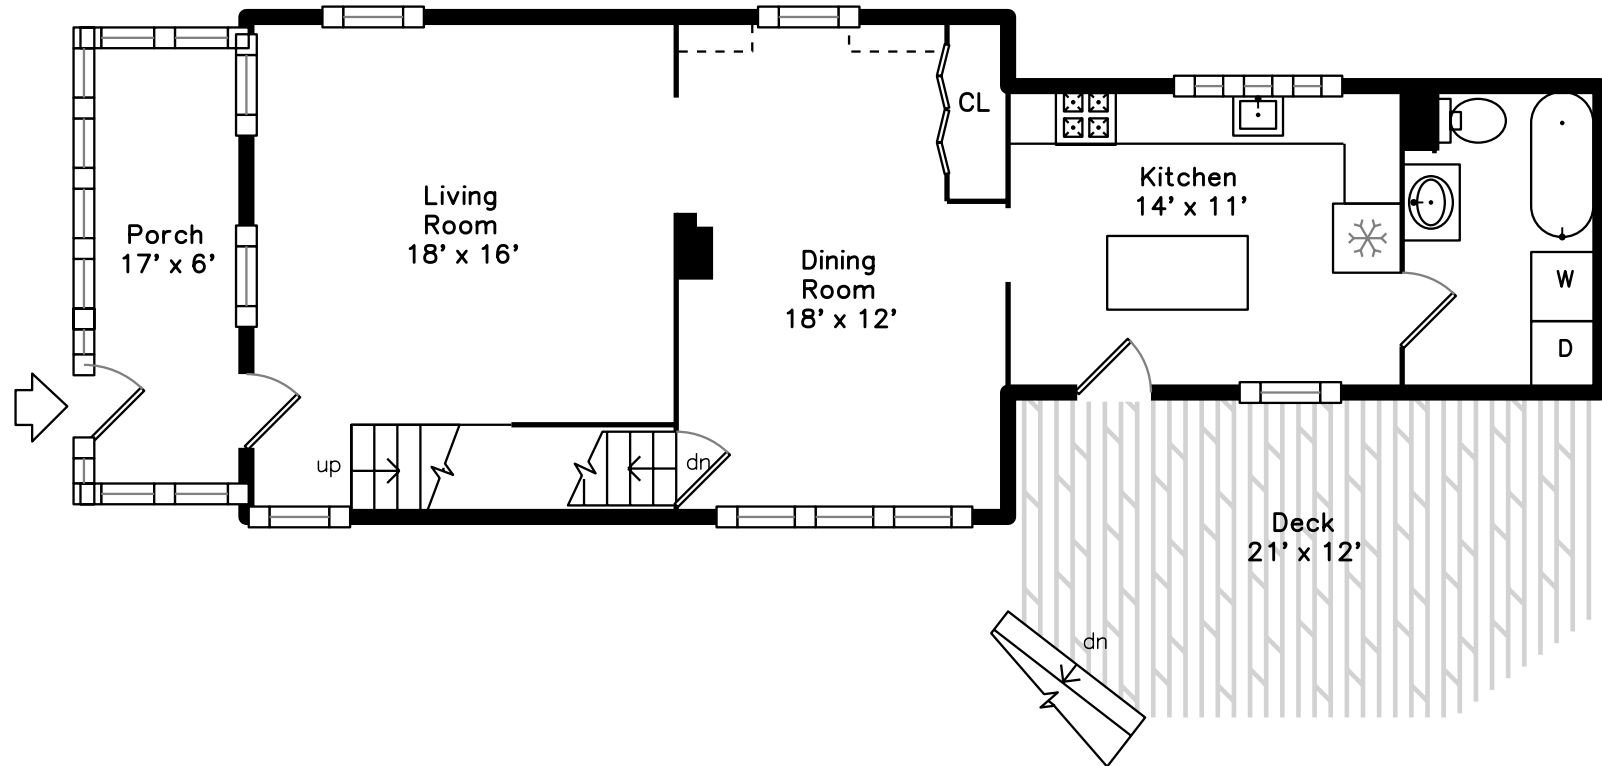 CL
Kitchen
14' x 11'
Living
Room
18' x 16'
Porch
17' x 6'
Dining
Room
18' x 12'
W
D
up
dn
Deck
21' x 12'
dn